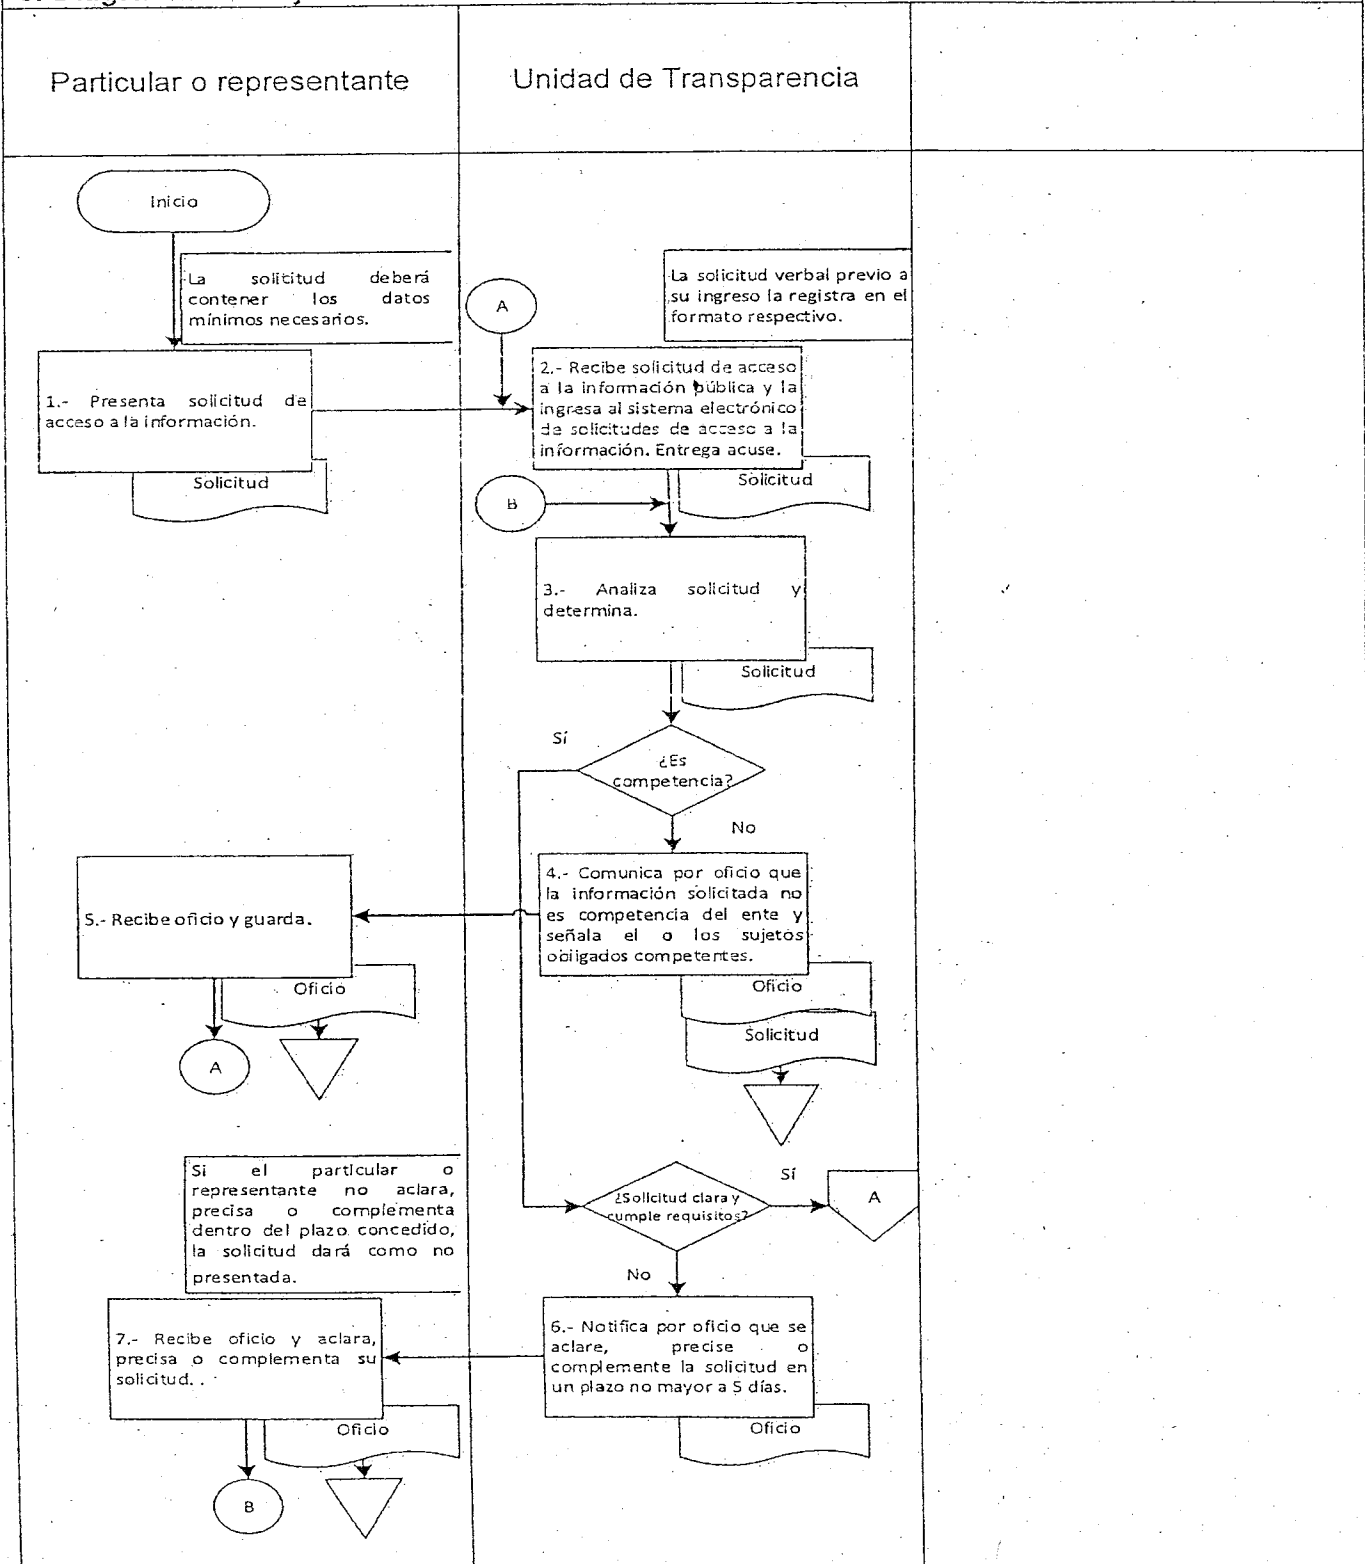 Particular o representante
Unidad de Transparencia
Inicio
La solicitud deberá
contener los datos
mínimos necesarios.
A
La solicitud verbal previo a
su ingreso la registra en el
formato respectivo.
1.- Presenta solicitud de
acceso a la información.
Solicitud
2.- Recibe solicitud de acceso
a la información pública y la
ingresa al sistema electrónico
de solicitudes de acceso a la
información. Entrega acuse.
Solicitud
B
3.- Analiza solicitud y
determina.
Solicitud
Sí
¿Es
competencia?
No
4.- Comunica por oficio que
la información solicitada no
es competencia del ente y
señala el o los sujetos
obligados competentes.
Oficio
Solicitud
5.- Recibe oficio y guarda.
Oficio
A
Si el particular o
representante no aclara,
precisa o complementa
dentro del plazo concedido,
la solicitud dará como no
presentada.
¿Solicitud clara y
cumple requisitos?
Sí
A
No
6.- Notifica por oficio que se
aclare, precise o
complemente la solicitud en
un plazo no mayor a 5 días.
Oficio
7.- Recibe oficio y aclara,
precisa o complementa su
solicitud. .
Oficio
B